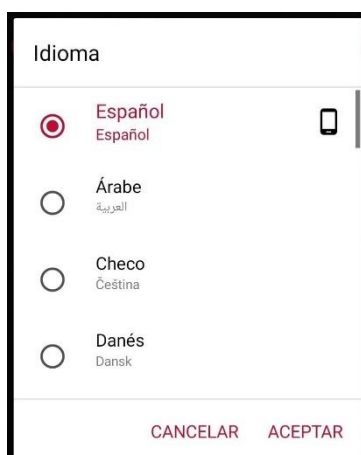 Idioma
Español
Español
Árabe
العربية
Checo
Čeština
Danés
Dansk
CANCELAR ACEPTAR